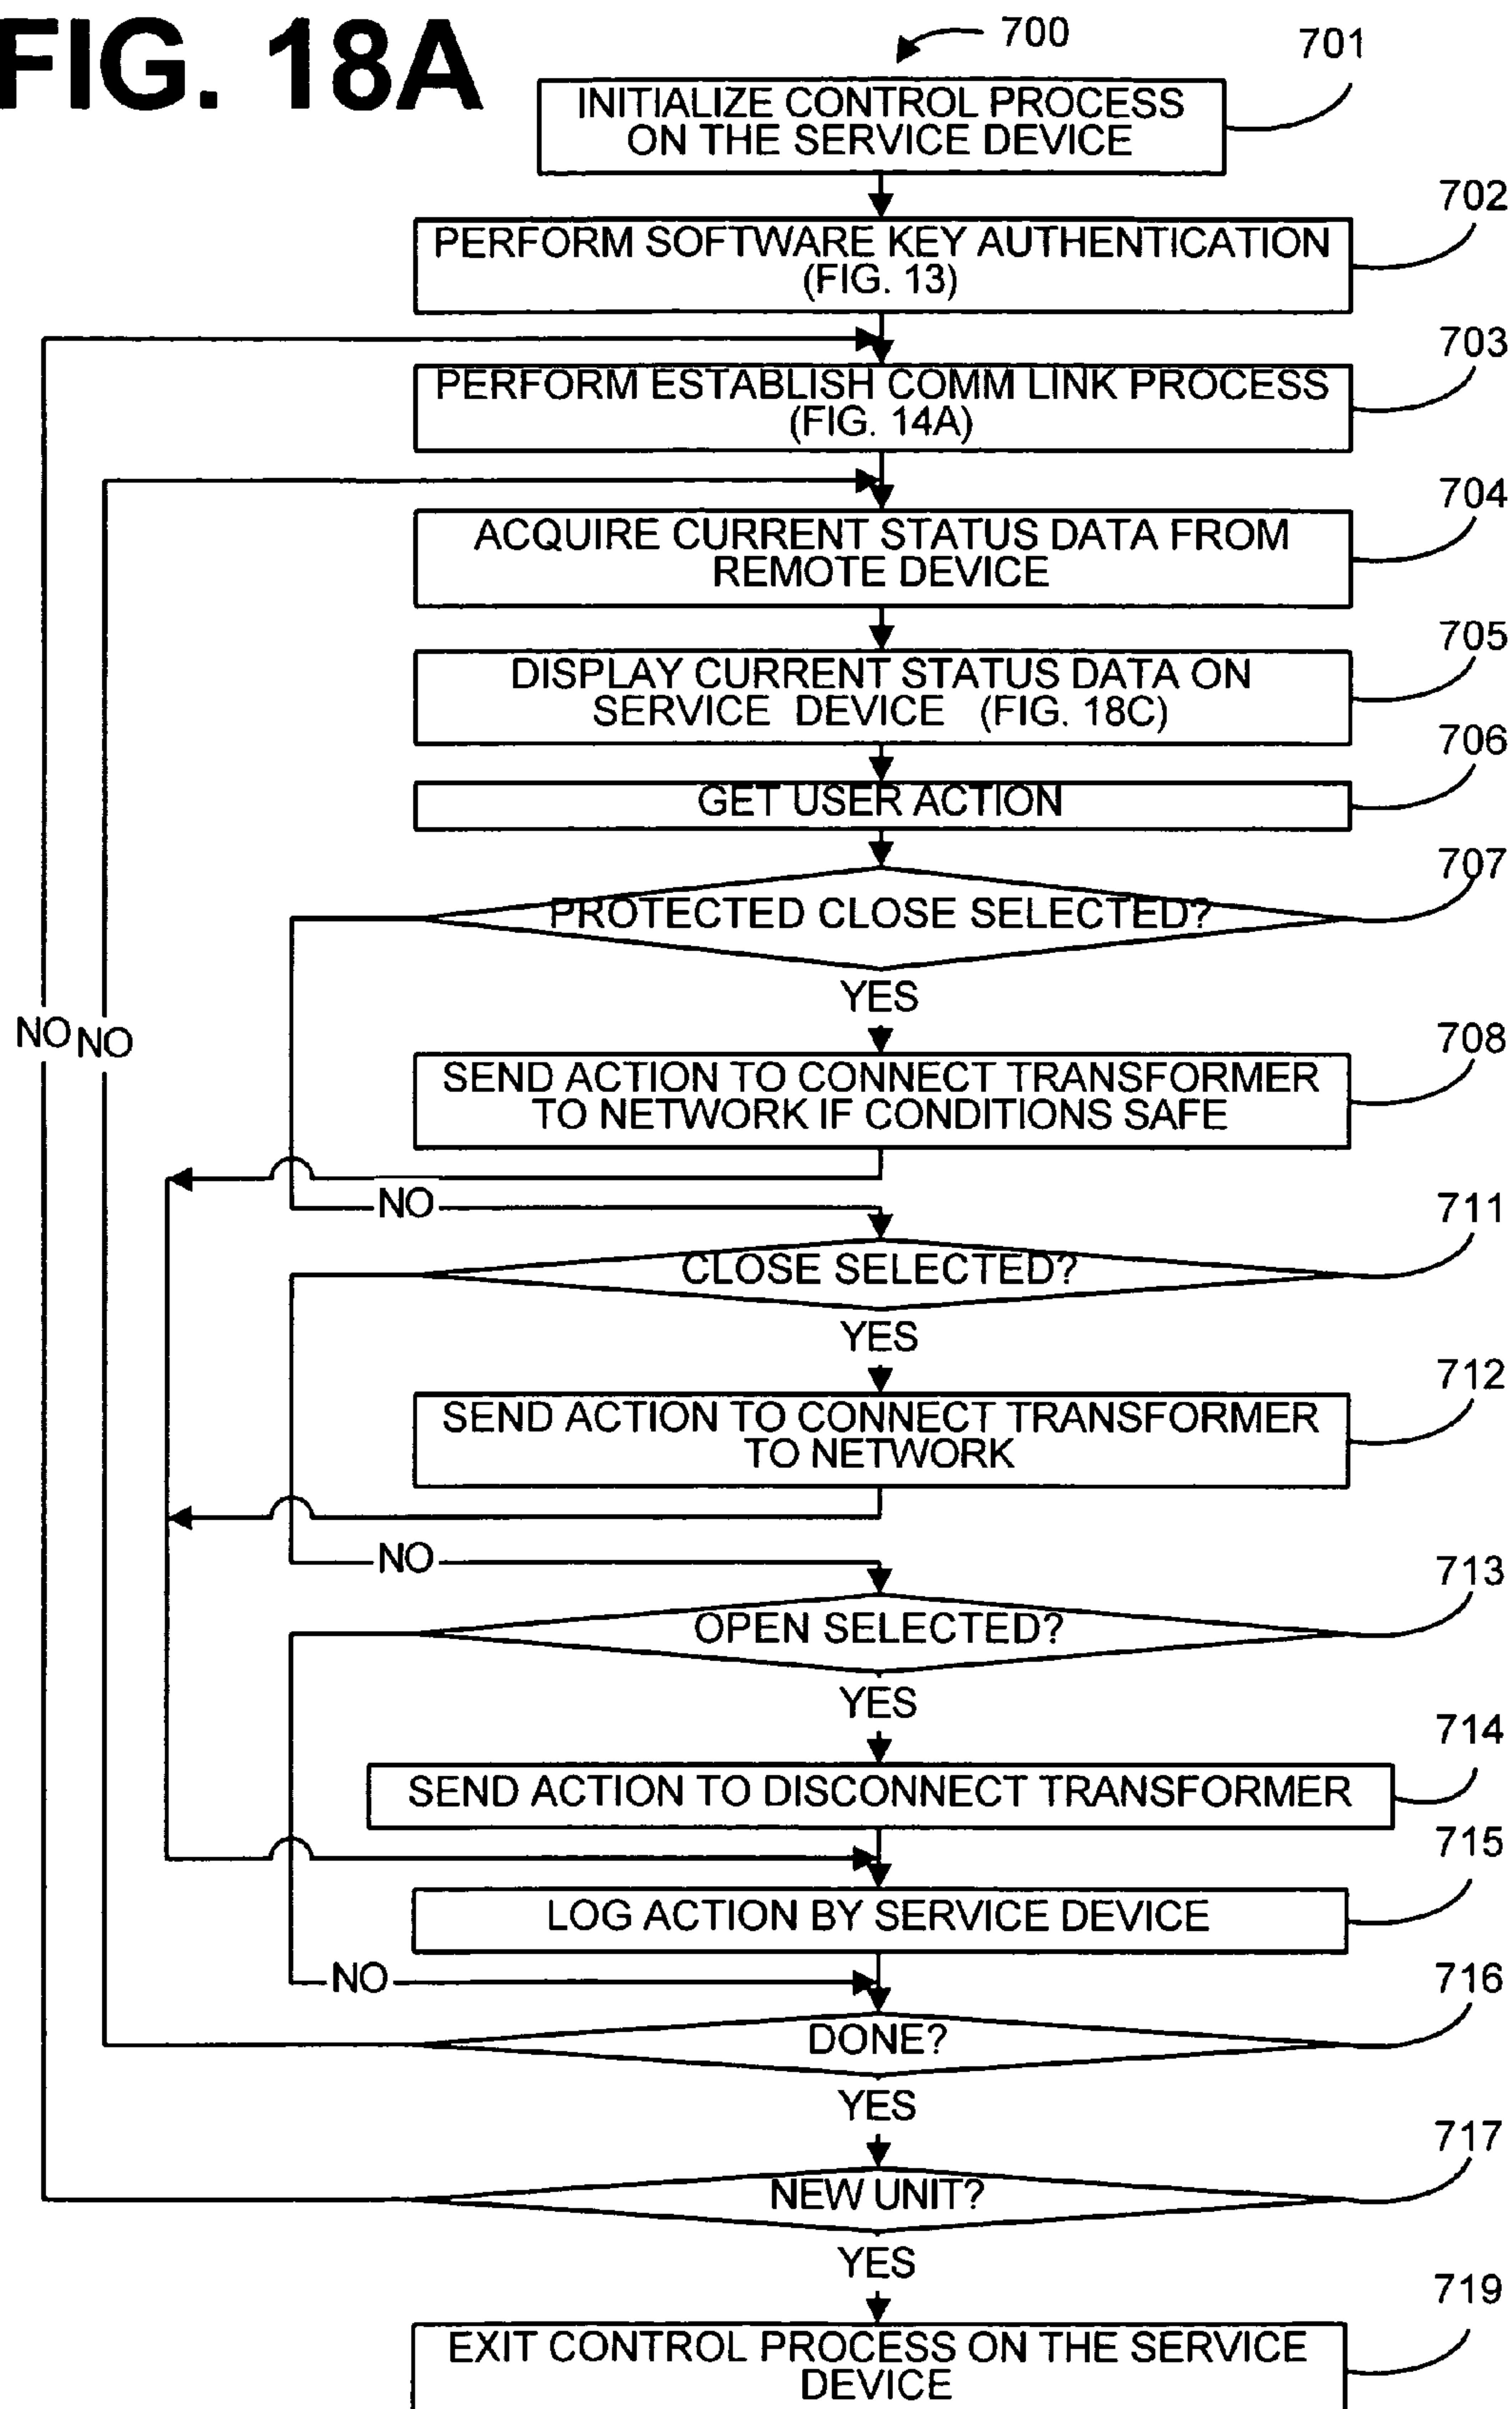 FIG. 18A
700
701
INITIALIZE CONTROL PROCESS
ON THE SERVICE DEVICE
702
PERFORM SOFTWARE KEY AUTHENTICATION
(FIG. 13)
703
PERFORM ESTABLISH COMM LINK PROCESS
(FIG. 14A)
704
ACQUIRE CURRENT STATUS DATA FROM
REMOTE DEVICE
705
DISPLAY CURRENT STATUS DATA ON
SERVICE DEVICE (FIG. 18C)
706
GET USER ACTION
707
PROTECTED CLOSE SELECTED?
YES
NO
NO
708
SEND ACTION TO CONNECT TRANSFORMER
TO NETWORK IF CONDITIONS SAFE
NO
711
CLOSE SELECTED?
YES
712
SEND ACTION TO CONNECT TRANSFORMER
TO NETWORK
NO
713
OPEN SELECTED?
YES
714
SEND ACTION TO DISCONNECT TRANSFORMER
715
LOG ACTION BY SERVICE DEVICE
NO
716
DONE?
YES
717
NEW UNIT?
YES
719
EXIT CONTROL PROCESS ON THE SERVICE
DEVICE